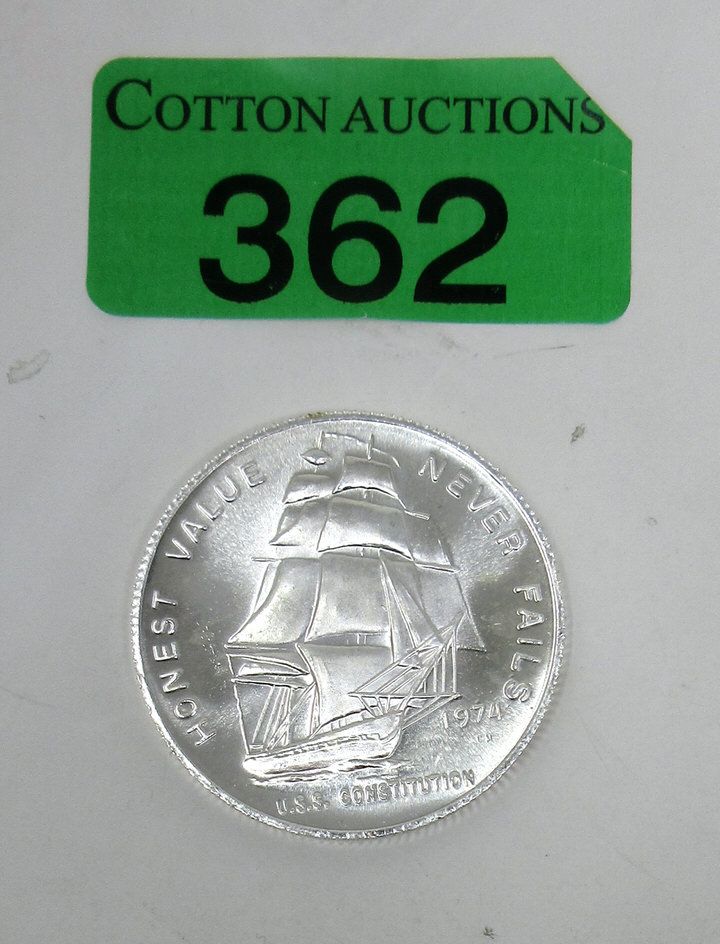 COTTON AUCTIONS
362
HONEST VALUE NEVER FAILS
1974
U.S.S. CONSTITUTION